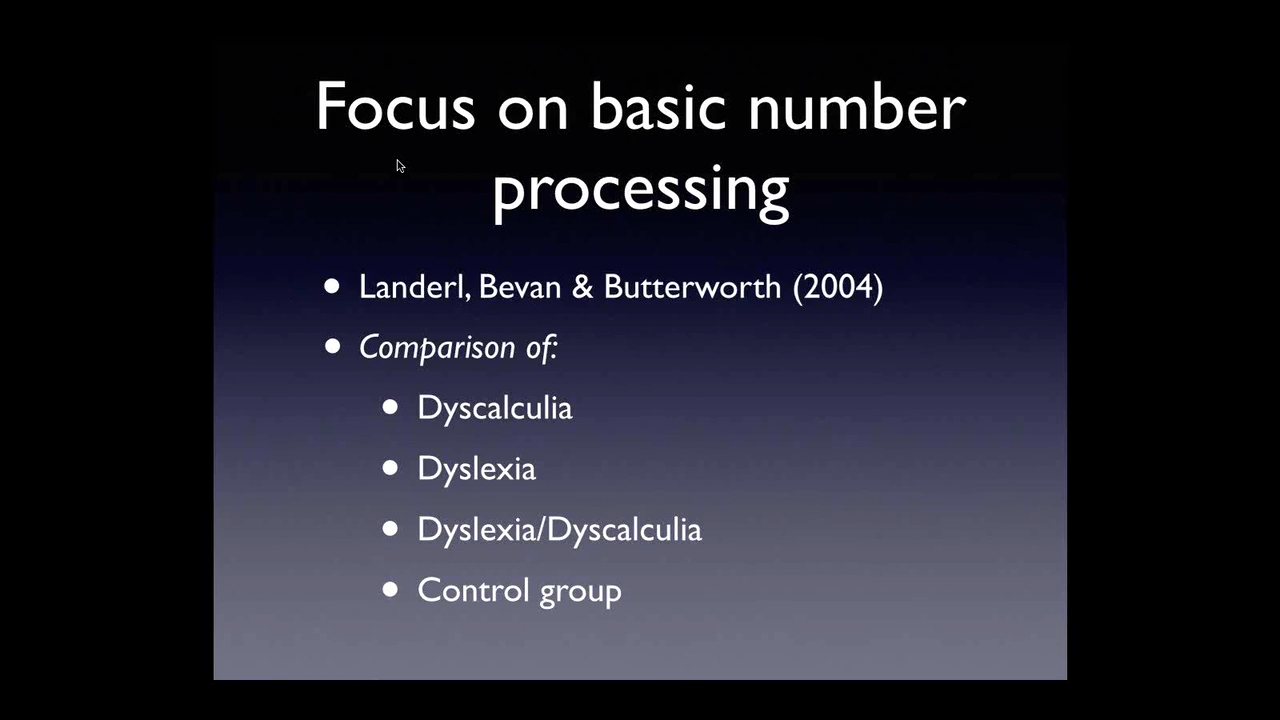 Focus on basic number
processing
• Landerl, Bevan & Butterworth (2004)
• Comparison of:
• Dyscalculia
• Dyslexia
• Dyslexia/Dyscalculia
• Control group